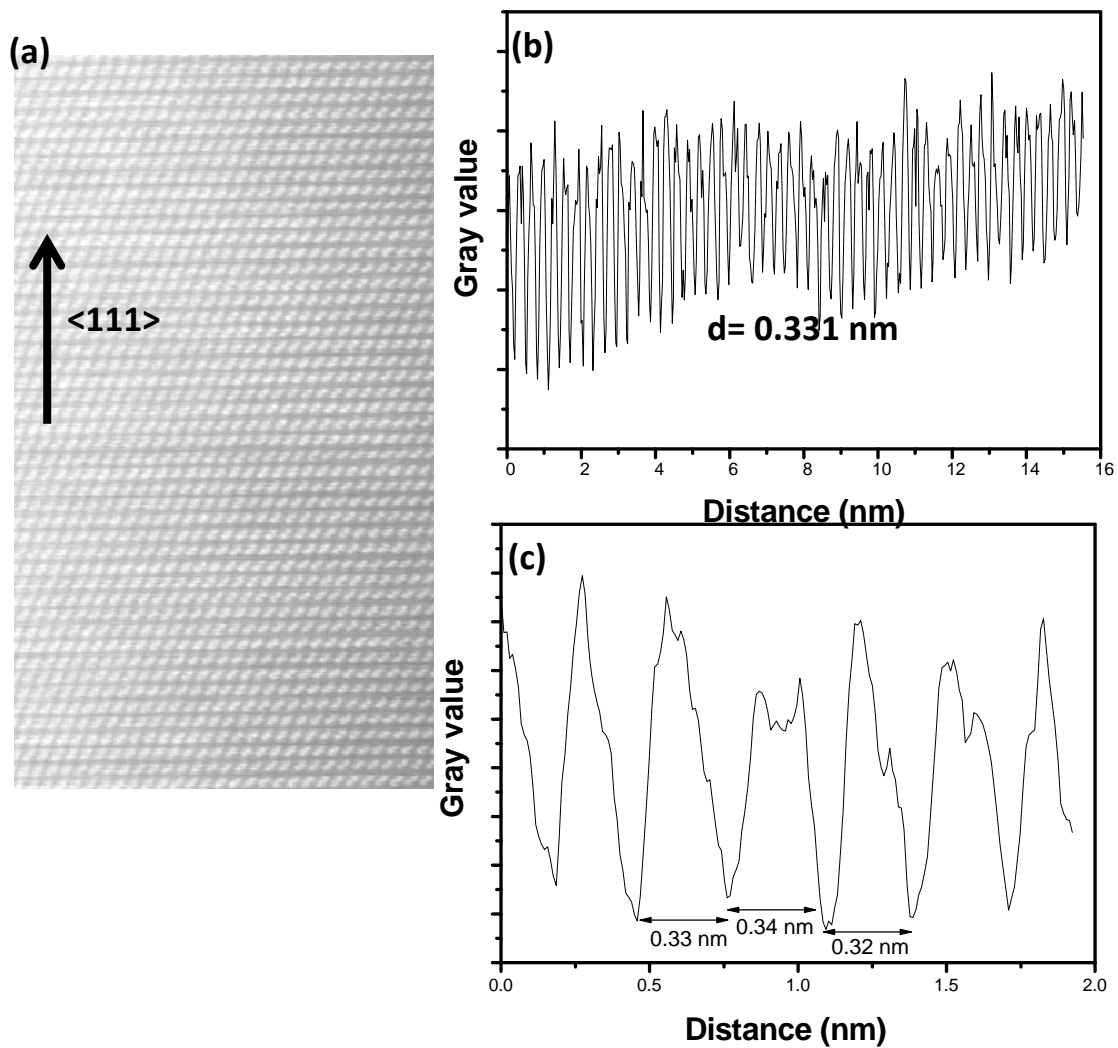 (a)
<111>
(b)
Gray value
d= 0.331 nm
0 2 4 6 8 10 12 14 16
Distance (nm)
(c)
Gray value
0.33 nm
0.34 nm
0.32 nm
0.0 0.5 1.0 1.5 2.0
Distance (nm)